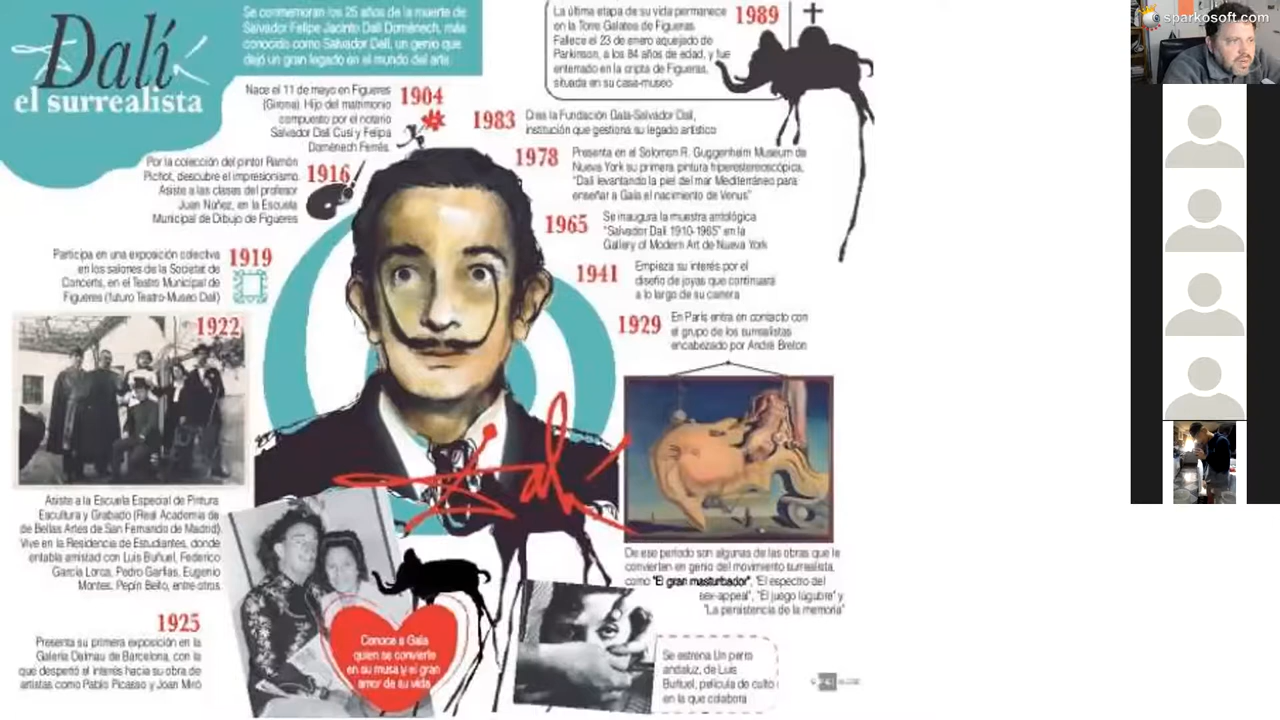 Dalí
el surrealista
Se conmemoran los 25 años de la muerte de
Salvador Felipe Jacinto Dalí Domènech, más
conocido como Salvador Dalí, un genio que
dejó un gran legado en el mundo del arte.
1904
Nace el 11 de mayo en Figueres
(Girona). Hijo del matrimonio
compuesto por el notario
Salvador Dalí Cusí y Felipa
Domènech Ferrés.
1916
Por la colección del pintor Ramón
Pichot, descubre el impresionismo.
Asiste a las clases del profesor
Juan Núñez, en la Escuela
Municipal de Dibujo de Figueres
1919
Participa en una exposición colectiva
en los salones de la Societat de
Concerts, en el Teatro Municipal de
Figueres (futuro Teatro-Museo Dalí)
1922
Asiste a la Escuela Especial de Pintura
Escultura y Grabado (Real Academia de
de Bellas Artes de San Fernando de Madrid).
Vive en la Residencia de Estudiantes, donde
entabla amistad con Luis Buñuel, Federico
García Lorca, Pedro Garfias, Eugenio
Montes, Pepín Bello, entre otros
1925
Presenta su primera exposición en la
Galería Dalmau de Barcelona, con la
que despertó el interés hacia su obra de
artistas como Pablo Picasso y Joan Miró
Dalí
Conoce a Gala
quien se convierte
en su musa y el gran
amor de su vida
1929
En París entra en contacto con
el grupo de los surrealistas
encabezado por André Breton
De ese período son algunas de las obras que le
convierten en genio del movimiento surrealista,
como "El gran masturbador", "El espectro del
sex-appeal", "El juego lúgubre" y
"La persistencia de la memoria"
Se estrena Un perro
andaluz, de Luis
Buñuel, película de culto
en la que colabora
1941
Empieza su interés por el
diseño de joyas que continuará
a lo largo de su carrera
1965
Se inaugura la muestra antológica
"Salvador Dalí 1910-1965" en la
Gallery of Modern Art de Nueva York
1978
Presenta en el Solomon R. Guggenheim Museum de
Nueva York su primera pintura hiperestereoscópica,
"Dalí levantando la piel del mar Mediterráneo para
enseñar a Gala el nacimiento de Venus"
1983
Crea la Fundación Gala-Salvador Dalí,
institución que gestiona su legado artístico
1989
La última etapa de su vida permanece
en la Torre Galatea de Figueras
Fallece el 23 de enero aquejado de
Parkinson, a los 84 años de edad, y fue
enterrado en la cripta de Figueras,
situada en su casa-museo
sparkosoft.com